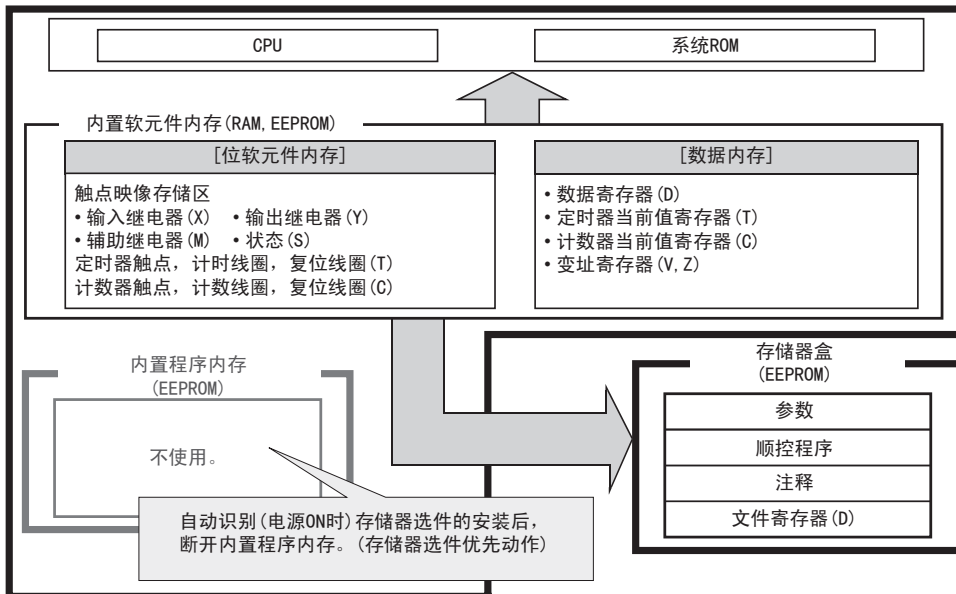 CPU
系统ROM
内置软元件内存(RAM,EEPROM)
[位软元件内存]
触点映像存储区
•输入继电器(X) •输出继电器(Y)
•辅助继电器(M) •状态(S)
定时器触点，计时线圈，复位线圈(T)
计数器触点，计数线圈，复位线圈(C)
[数据内存]
•数据寄存器(D)
•定时器当前值寄存器(T)
•计数器当前值寄存器(C)
•变址寄存器(V,Z)
内置程序内存
(EEPROM)
不使用。
自动识别(电源ON时)存储器选件的安装后，
断开内置程序内存。(存储器选件优先动作)
存储器盒
(EEPROM)
参数
顺控程序
注释
文件寄存器(D)